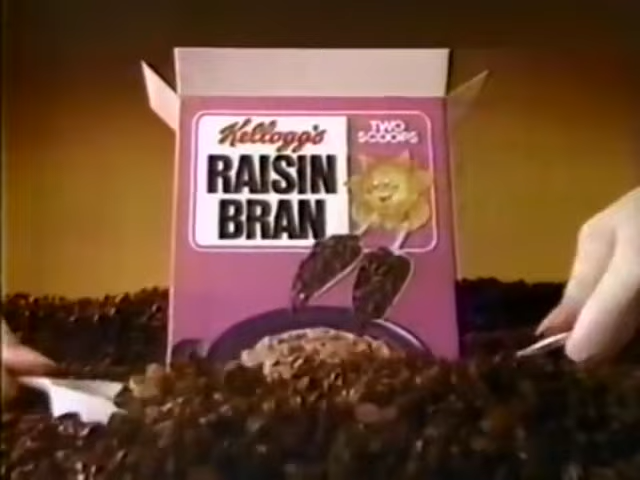 Kellogg's
RAISIN
BRAN
TWO
SCOOPS